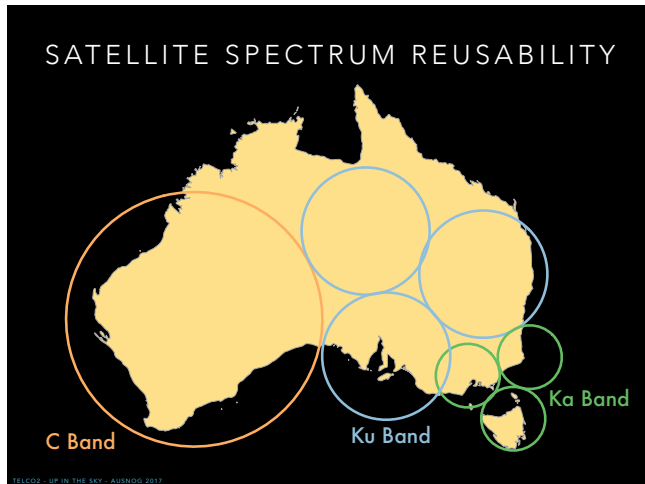 SATELLITE SPECTRUM REUSABILITY
Ka Band
Ku Band
C Band
TELCO2 - UP IN THE SKY - AUSNOG 2017